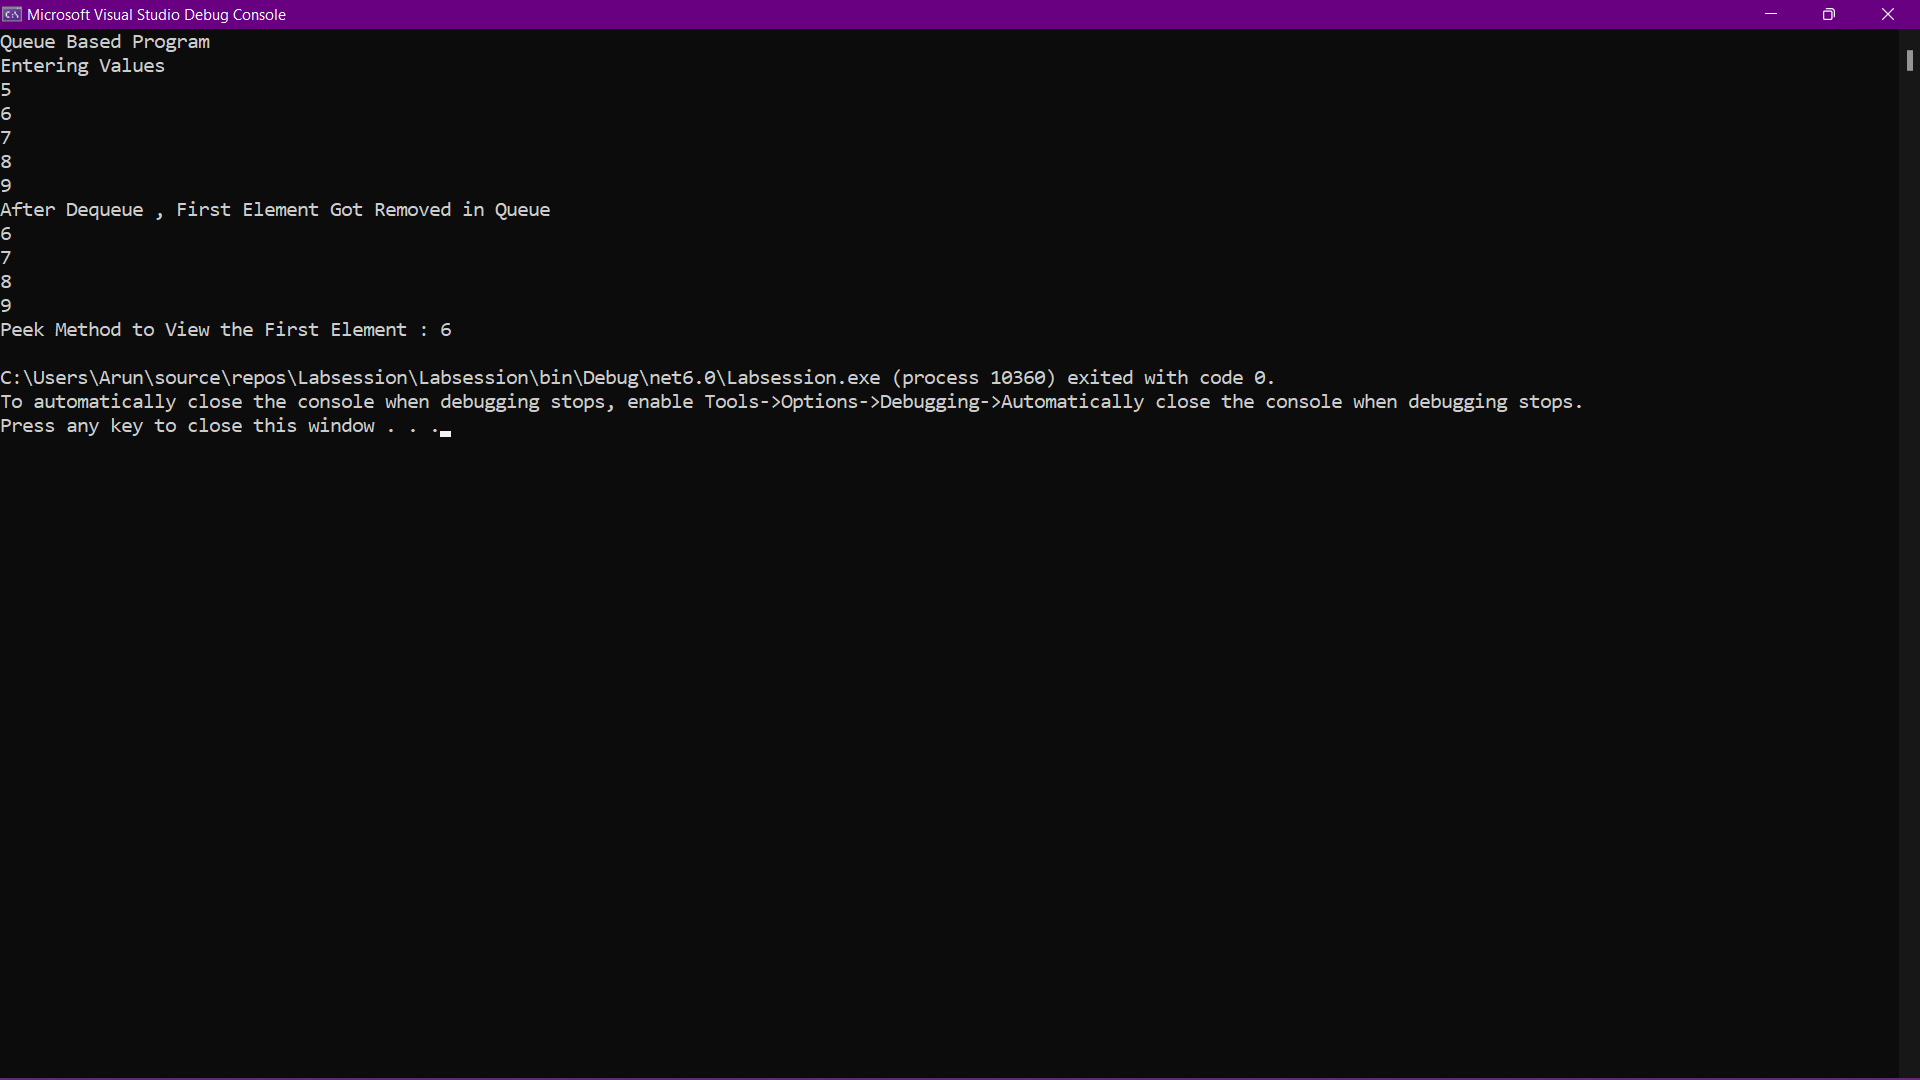 Microsoft Visual Studio Debug Console
Queue Based Program
Entering Values
5
6
7
8
9
After Dequeue , First Element Got Removed in Queue
6
7
8
9
Peek Method to View the First Element : 6
C:\Users\Arun\source\repos\Labsession\Labsession\bin\Debug\net6.0\Labsession.exe (process 10360) exited with code 0.
To automatically close the console when debugging stops, enable Tools->Options->Debugging->Automatically close the console when debugging stops.
Press any key to close this window . . .